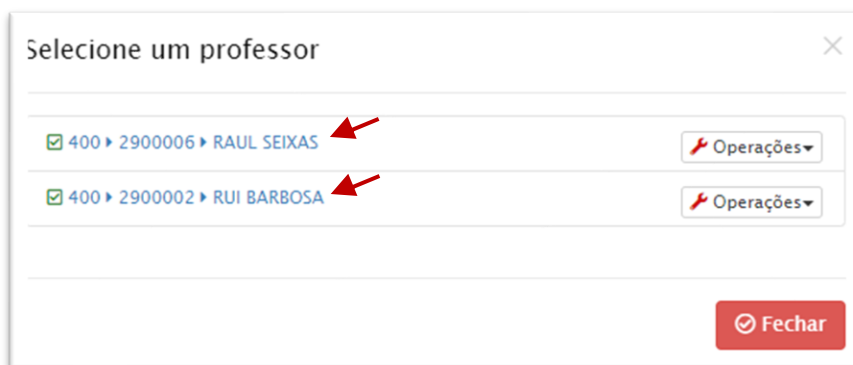 Selecione um professor
400 2900006 RAUL SEIXAS
Operações
400 2900002 RUI BARBOSA
Operações
Fechar